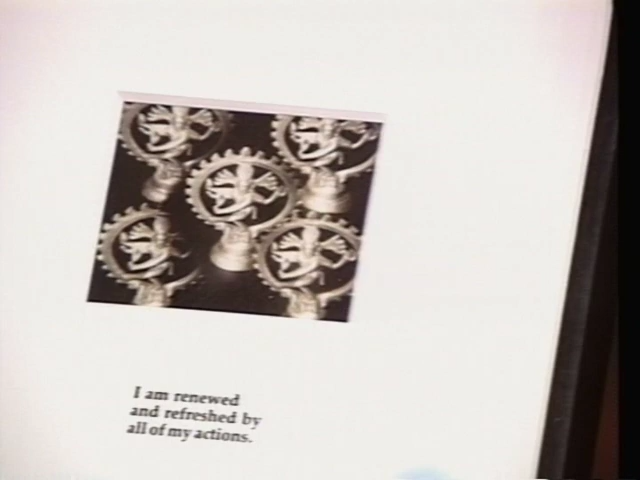 I am renewed
and refreshed by
all of my actions.